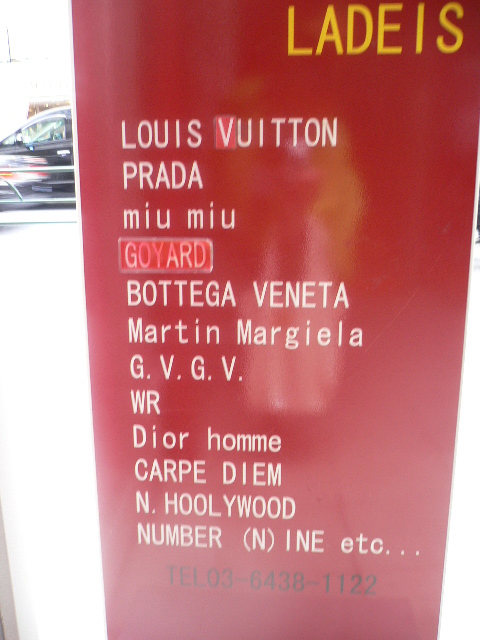 LADEIS
LOUIS VUITTON
PRADA
miu miu
GOYARD
BOTTEGA VENETA
Martin Margiela
G.V.G.V.
WR
Dior homme
CARPE DIEM
N.HOOLYWOOD
NUMBER (N)INE etc...
TEL03-6438-1122